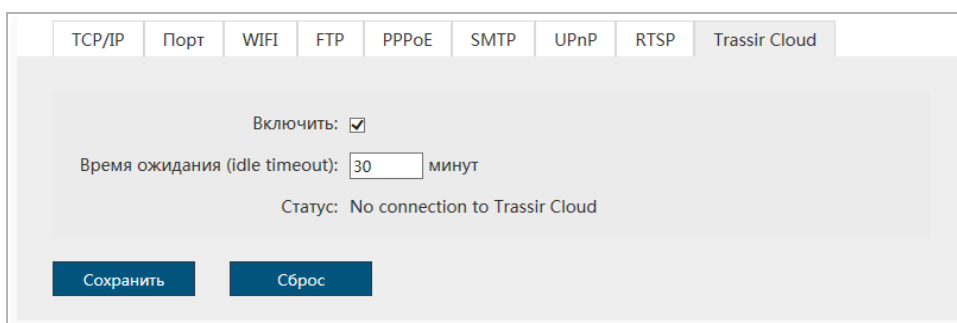 TCP/IP Порт WIFI FTP PPPoE SMTP UPnP RTSP Trassir Cloud
Включить:
Время ожидания (idle timeout): 30 минут
Статус: No connection to Trassir Cloud
Сохранить Сброс